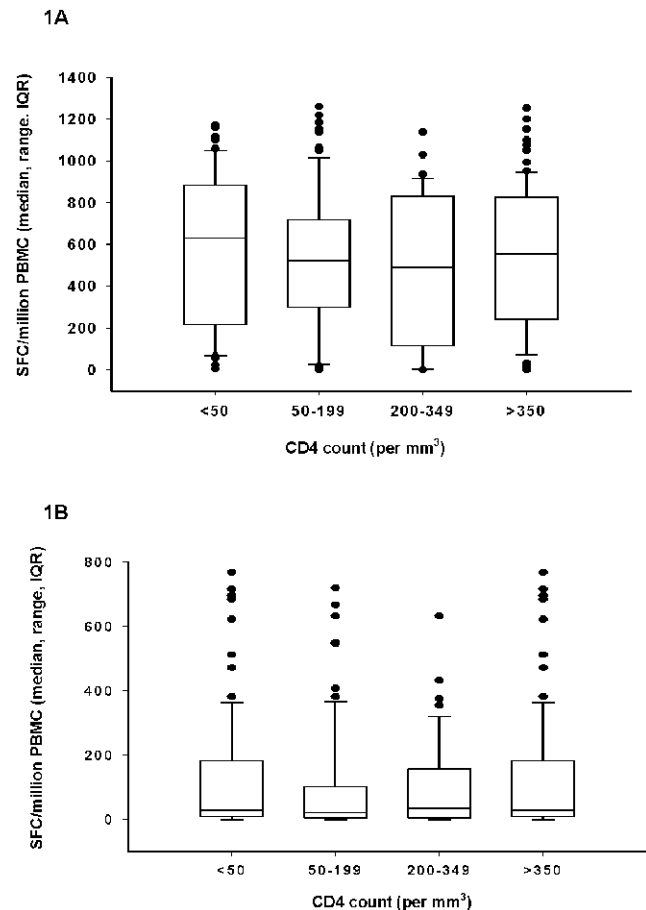 1A
SFC/million PBMC (median, range. IQR)
1400
1200
1000
800
600
400
200
0
<50 50-199 200-349 >350
CD4 count (per mm³)
1B
SFC/million PBMC (median, range, IQR)
800
600
400
200
0
<50 50-199 200-349 >350
CD4 count (per mm³)